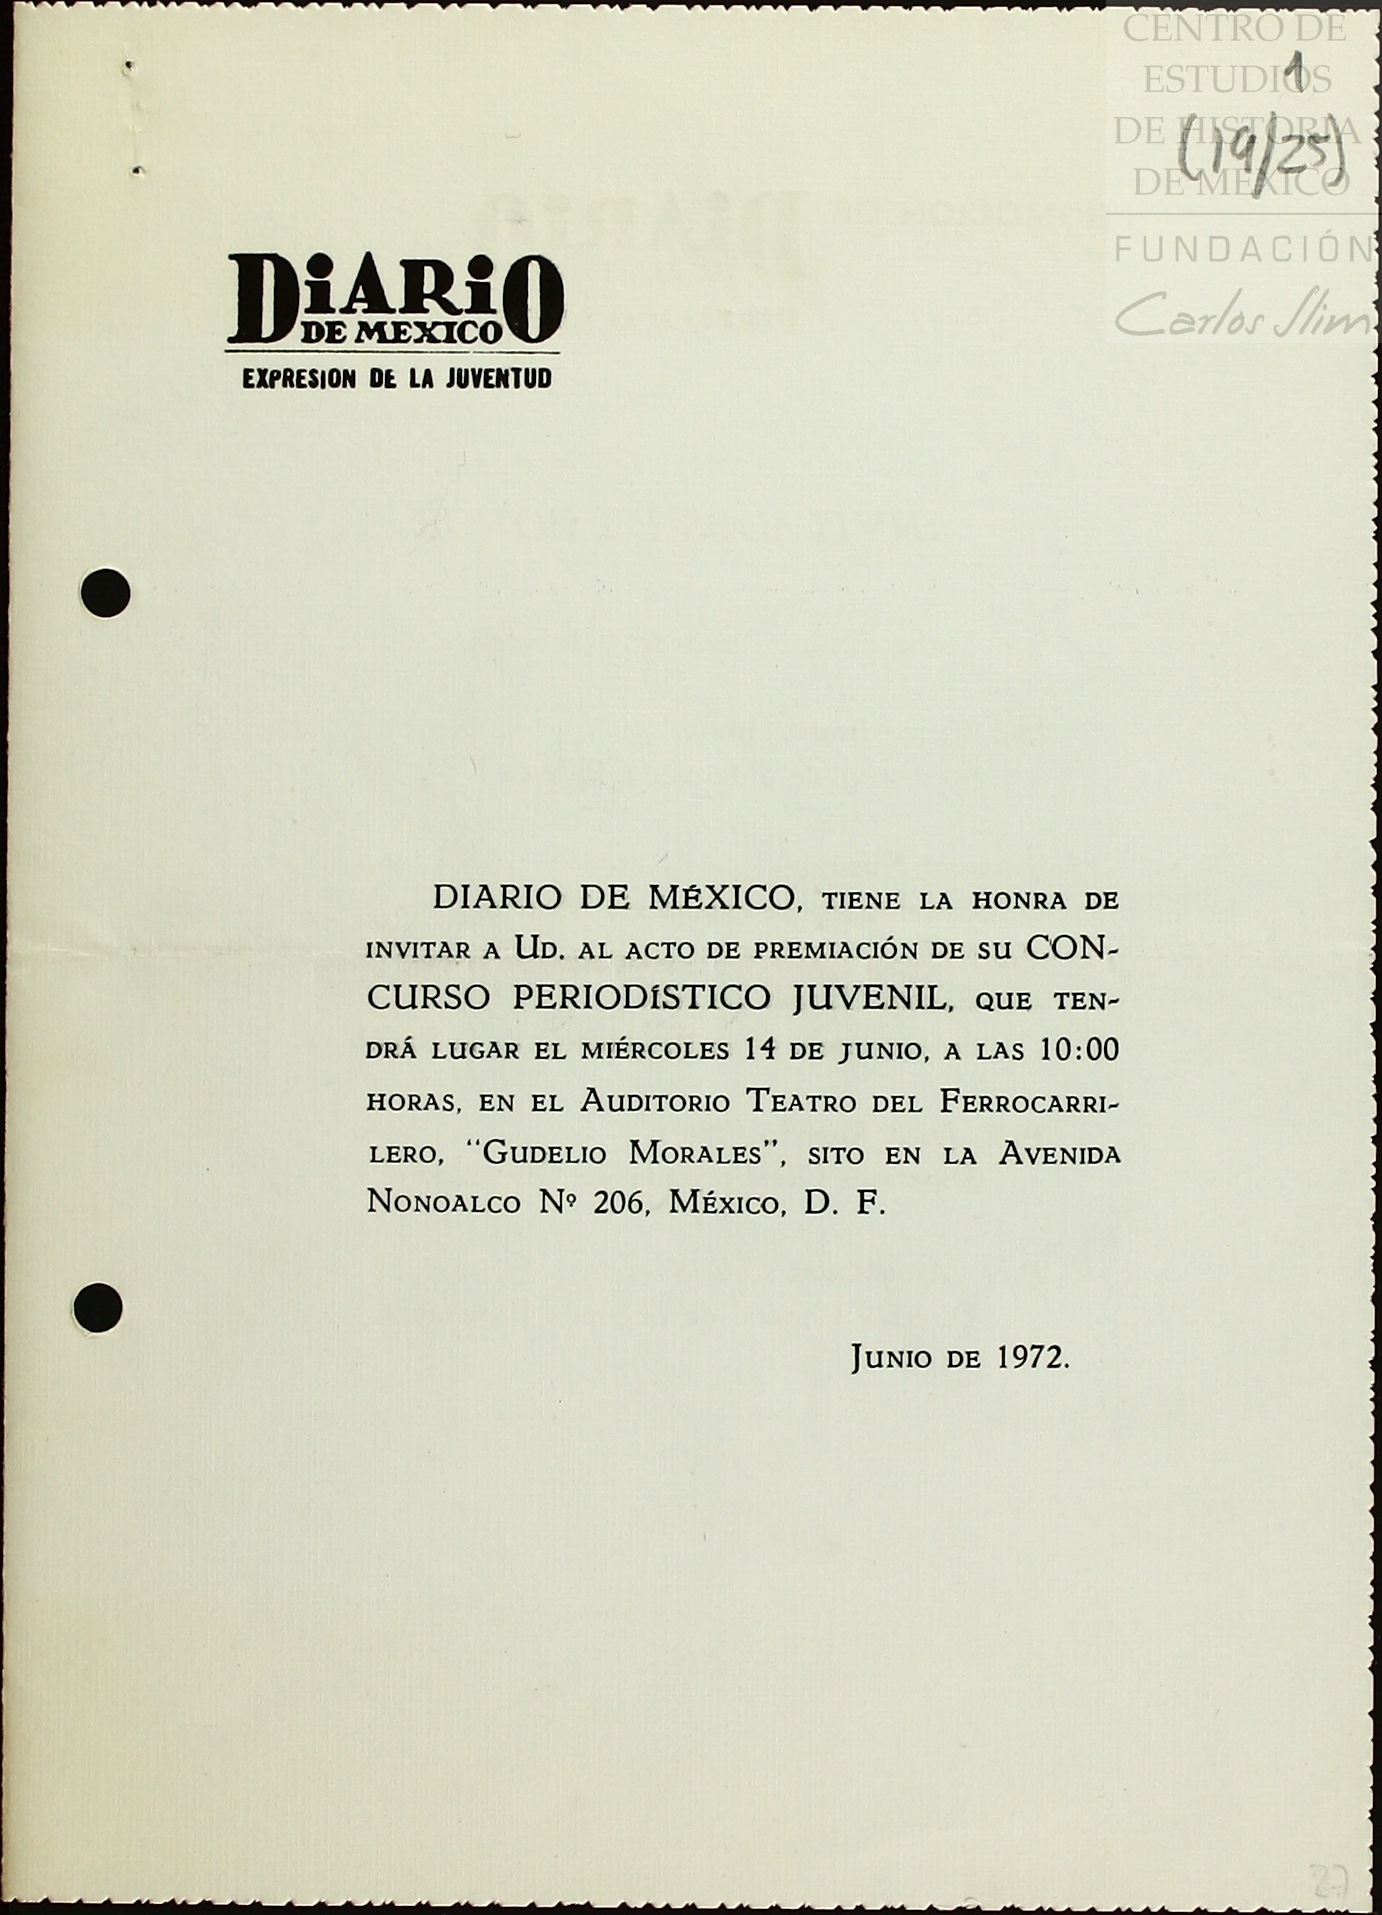 CENTRO DE
ESTUDIOS
DE HISTORIA
DE MÉXICO
FUNDACIÓN
Carlos Slim
1
(19/25)
DiARiO
DE MEXICO
EXPRESION DE LA JUVENTUD
DIARIO DE MÉXICO, TIENE LA HONRA DE
INVITAR A UD. AL ACTO DE PREMIACIÓN DE SU CON-
CURSO PERIODÍSTICO JUVENIL, QUE TEN-
DRÁ LUGAR EL MIÉRCOLES 14 DE JUNIO, A LAS 10:00
HORAS, EN EL AUDITORIO TEATRO DEL FERROCARRI-
LERO, "GUDELIO MORALES", SITO EN LA AVENIDA
NONOALCO Nº 206, MÉXICO, D. F.
JUNIO DE 1972.
27